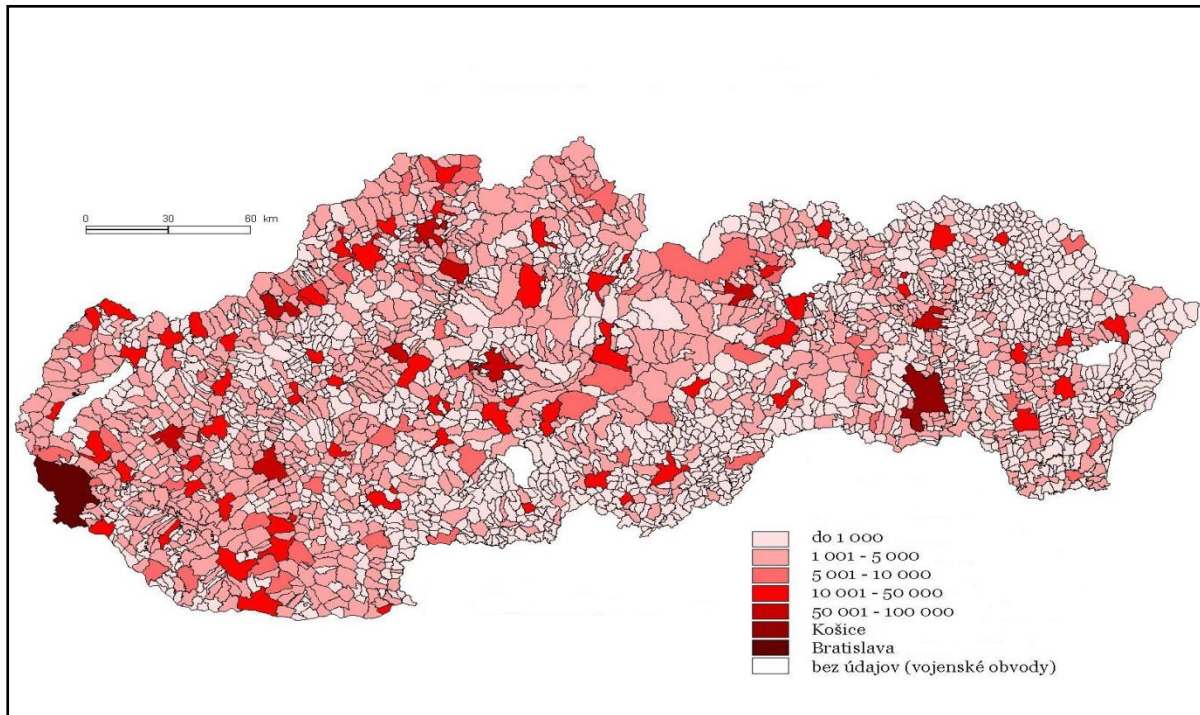 0 30 60 km
do 1 000
1 001 - 5 000
5 001 - 10 000
10 001 - 50 000
50 001 - 100 000
Košice
Bratislava
bez údajov (vojenské obvody)